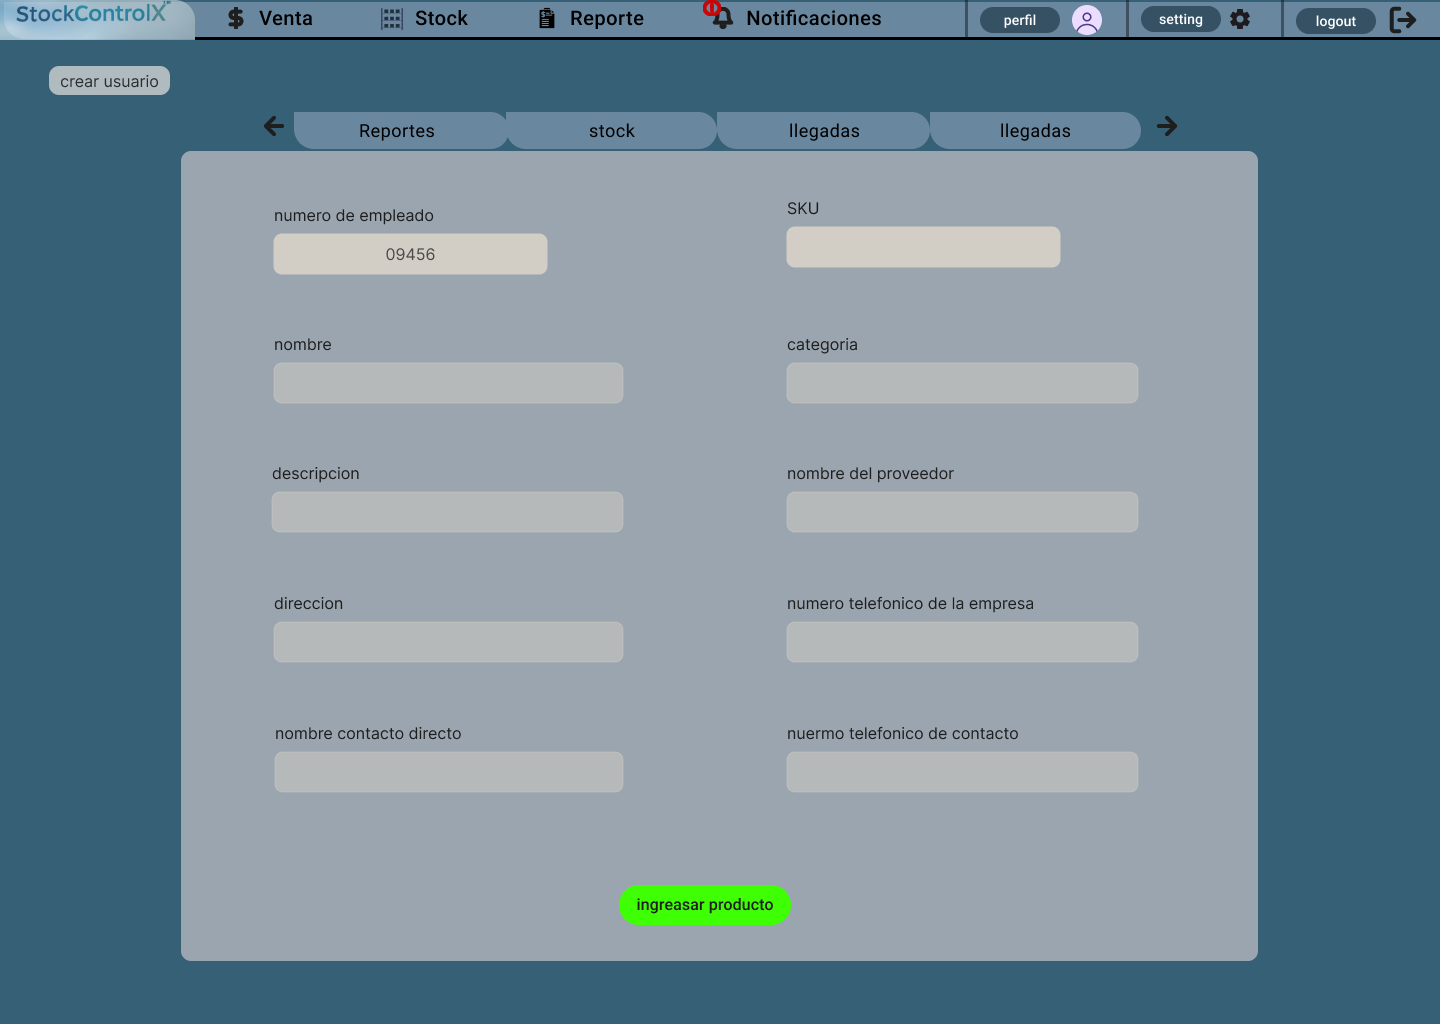 StockControlX
Venta
Stock
0
Reporte
Notificaciones
perfil
setting
logout
crear usuario
Reportes
stock
llegadas
llegadas
numero de empleado
SKU
09456
nombre
categoria
descripcion
nombre del proveedor
direccion
numero telefonico de la empresa
nombre contacto directo
nuermo telefonico de contacto
ingreasar producto